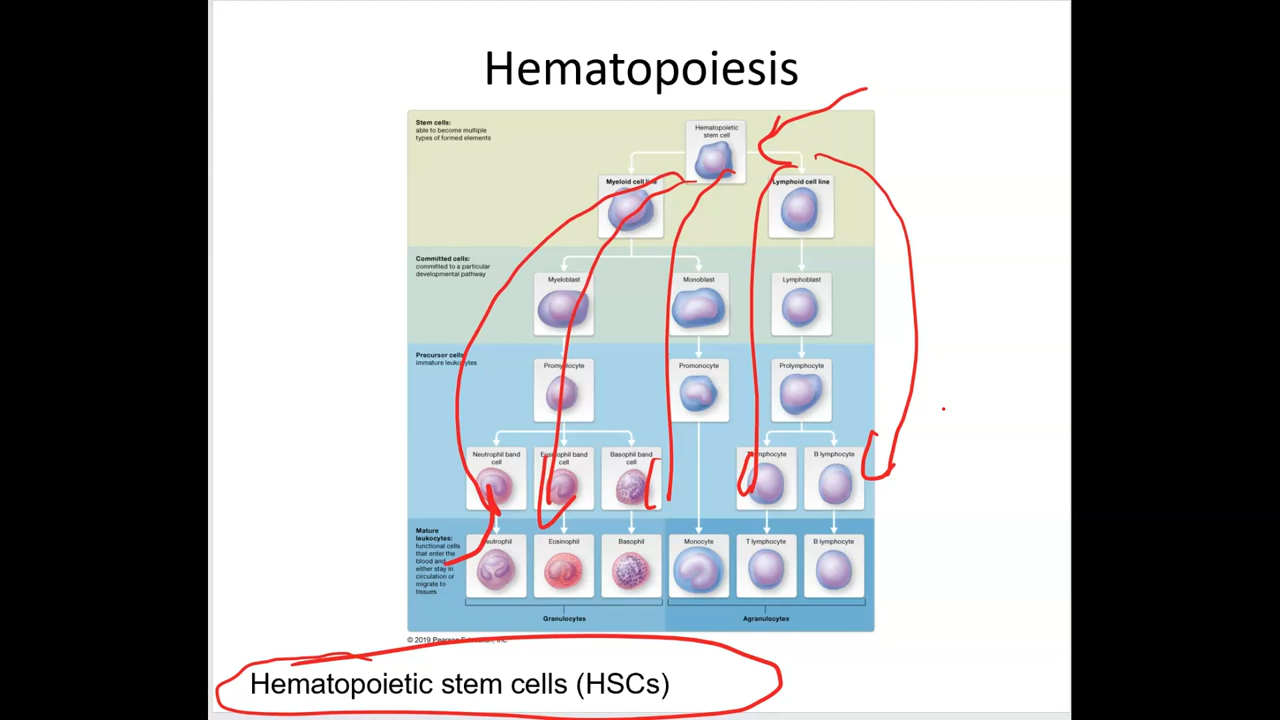 Hematopoiesis
Stem cells:
able to become multiple
types of formed elements
Hematopoietic
stem cell
Myeloid cell line
Lymphoid cell line
Committed cells:
committed to a particular
developmental pathway
Myeloblast
Monoblast
Lymphoblast
Precursor cells:
immature leukocytes
Promyelocyte
Promonocyte
Prolymphocyte
Neutrophil band
cell
Eosinophil band
cell
Basophil band
cell
T lymphocyte
B lymphocyte
Mature
leukocytes:
functional cells
that enter the
blood and
either stay in
circulation or
migrate to
tissues
Neutrophil
Eosinophil
Basophil
Monocyte
T lymphocyte
B lymphocyte
Granulocytes
Agranulocytes
© 2019 Pearson Education, Inc.
Hematopoietic stem cells (HSCs)